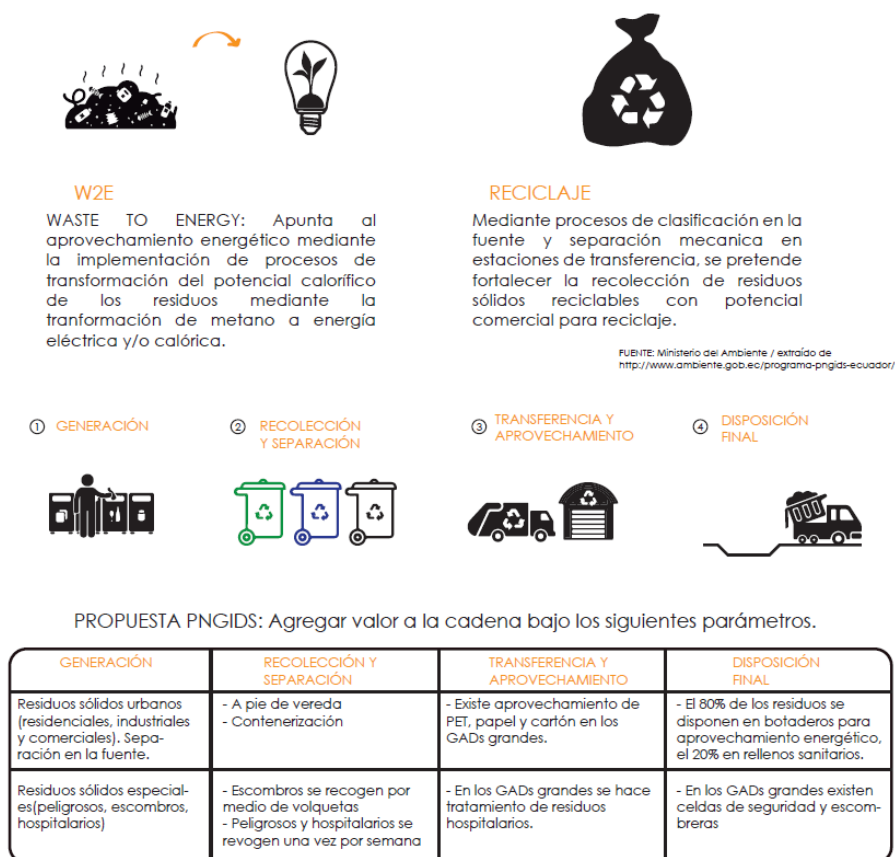 W2E
WASTE TO ENERGY: Apunta al
aprovechamiento energético mediante
la implementación de procesos de
transformación del potencial calorífico
de los residuos mediante la
tranformación de metano a energía
eléctrica y/o calórica.
RECICLAJE
Mediante procesos de clasificación en la
fuente y separación mecanica en
estaciones de transferencia, se pretende
fortalecer la recolección de residuos
sólidos reciclables con potencial
comercial para reciclaje.
FUENTE: Ministerio del Ambiente / extraído de
http://www.ambiente.gob.ec/programa-pngids-ecuador/
1 GENERACIÓN
2 RECOLECCIÓN
Y SEPARACIÓN
3 TRANSFERENCIA Y
APROVECHAMIENTO
4 DISPOSICIÓN
FINAL
PROPUESTA PNGIDS: Agregar valor a la cadena bajo los siguientes parámetros.
GENERACIÓN
RECOLECCIÓN Y
SEPARACIÓN
TRANSFERENCIA Y
APROVECHAMIENTO
DISPOSICIÓN
FINAL
Residuos sólidos urbanos
(residenciales, industriales
y comerciales). Sepa-
ración en la fuente.
- A pie de vereda
- Contenerización
- Existe aprovechamiento de
PET, papel y cartón en los
GADs grandes.
- El 80% de los residuos se
disponen en botaderos para
aprovechamiento energético,
el 20% en rellenos sanitarios.
Residuos sólidos especial-
es(peligrosos, escombros,
hospitalarios)
- Escombros se recogen por
medio de volquetas
- Peligrosos y hospitalarios se
revogen una vez por semana
- En los GADs grandes se hace
tratamiento de residuos
hospitalarios.
- En los GADs grandes existen
celdas de seguridad y escom-
breras